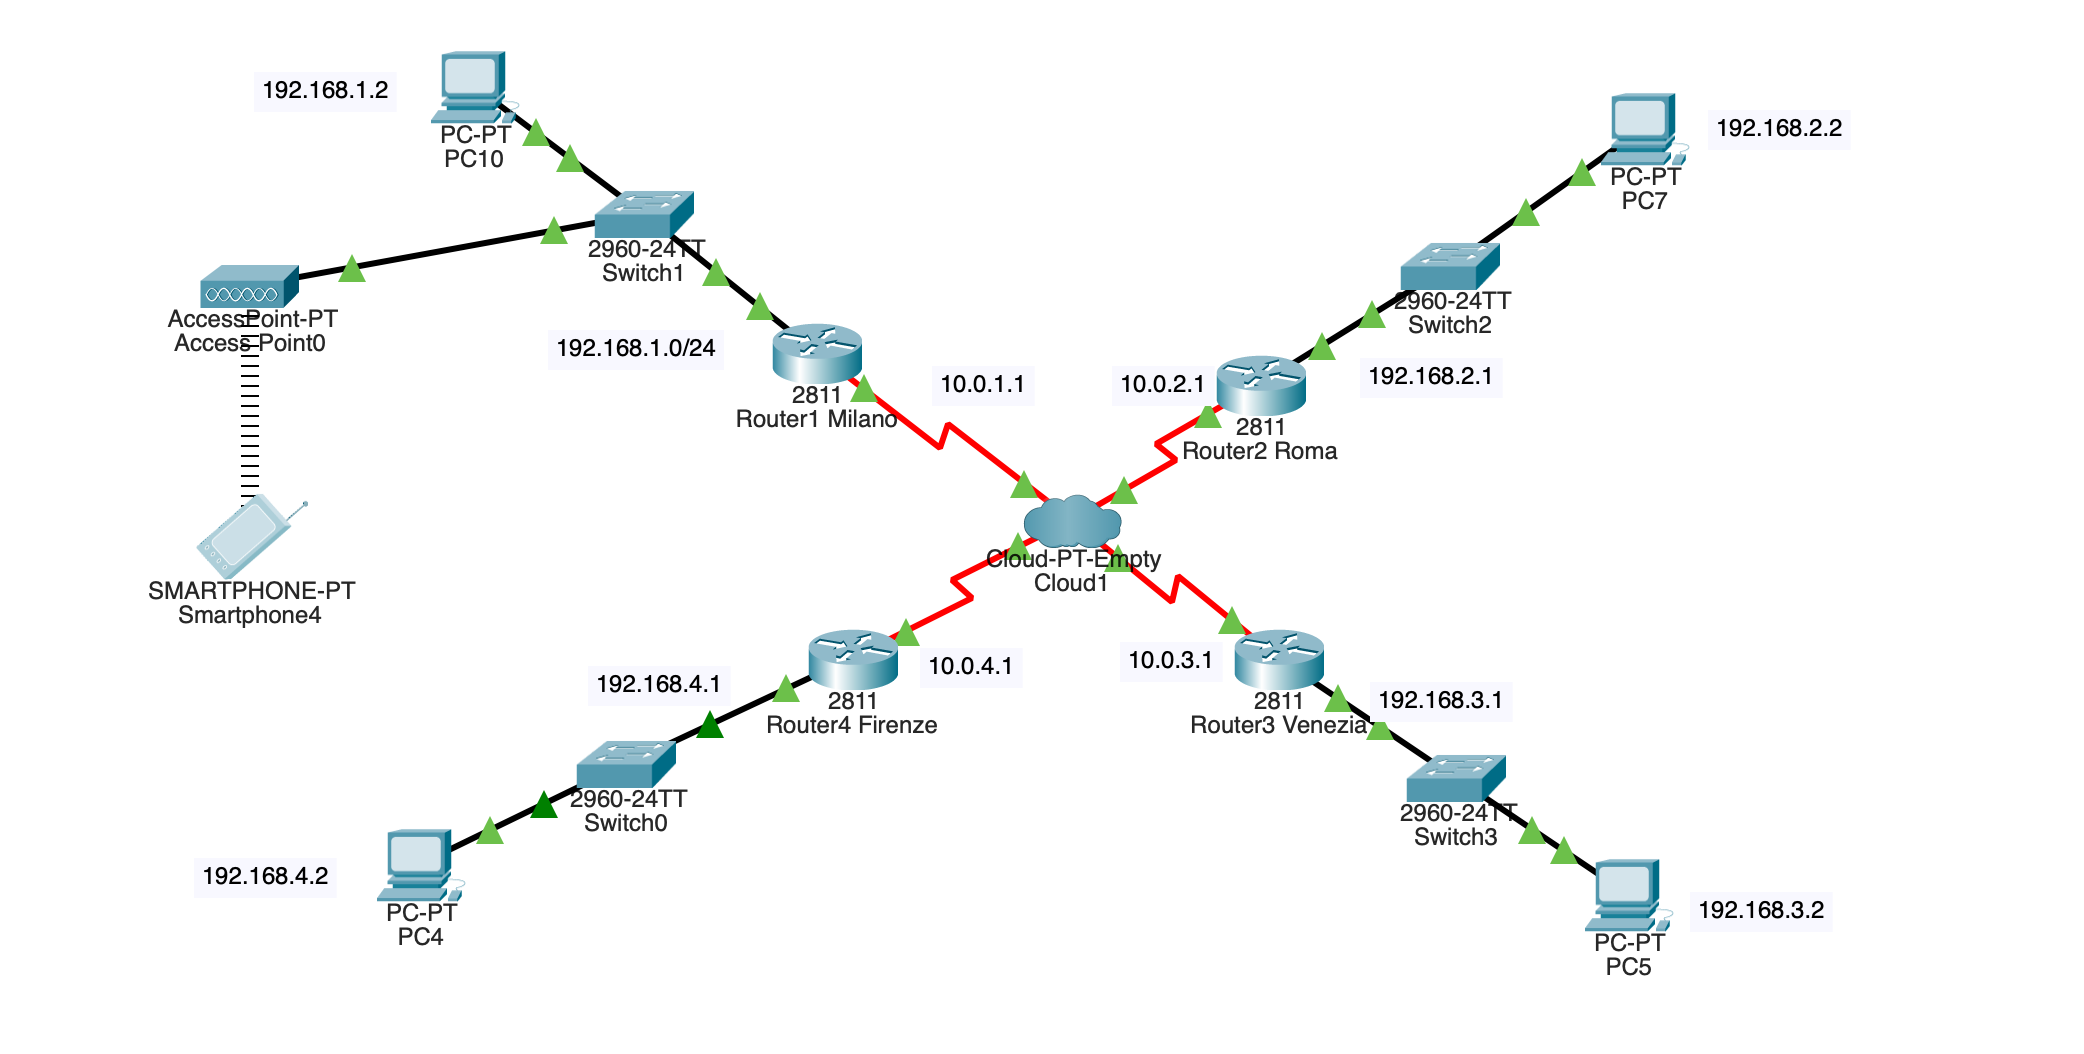 192.168.1.2
PC-PT
PC10
192.168.2.2
PC-PT
PC7
2960-24TT
Switch1
2960-24TT
Switch2
AccessPoint-PT
Access Point0
192.168.1.0/24
2811
Router1 Milano
10.0.1.1
10.0.2.1
192.168.2.1
2811
Router2 Roma
Cloud-PT-Empty
Cloud1
SMARTPHONE-PT
Smartphone4
192.168.4.1
10.0.4.1
10.0.3.1
192.168.3.1
2811
Router4 Firenze
2811
Router3 Venezia
2960-24TT
Switch0
2960-24TT
Switch3
192.168.4.2
PC-PT
PC4
192.168.3.2
PC-PT
PC5